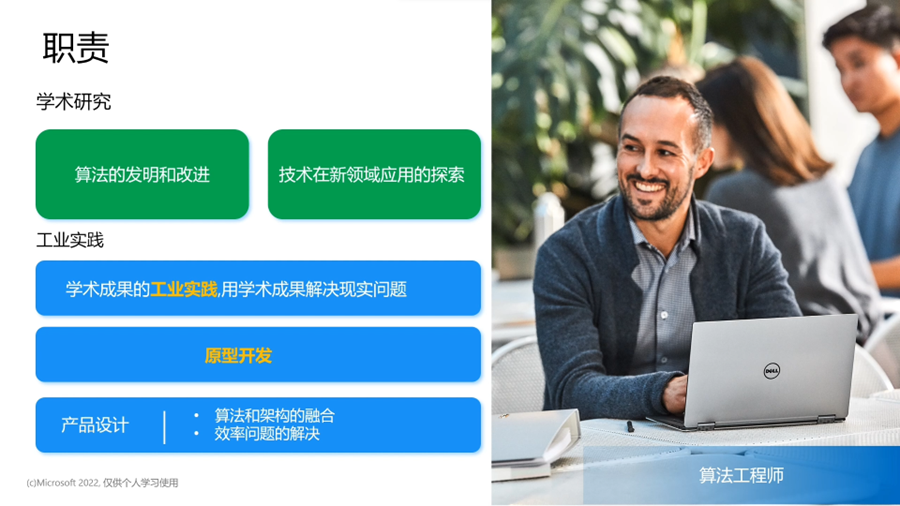 职责
学术研究
算法的发明和改进
技术在新领域应用的探索
工业实践
学术成果的工业实践,用学术成果解决现实问题
原型开发
产品设计
• 算法和架构的融合
• 效率问题的解决
DELL
算法工程师
(c)Microsoft 2022, 仅供个人学习使用